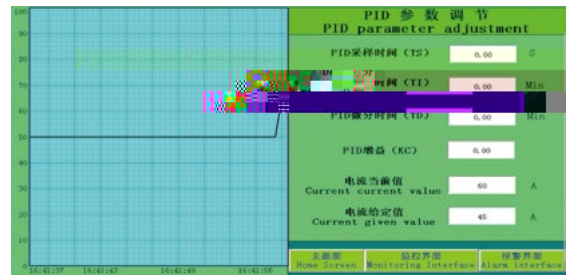 PID 参 数 调 节
PID parameter adjustment
100
90
80
70
60
50
40
30
20
10
0
16:41:37 16:41:43 16:41:49 16:41:55
PID采样时间（TS） 0.00 S
时间（TI） 0.00 Min
PID微分时间（TD） 0.00 Min
PID增益（KC） 0.00
电流当前值
Current current value 60 A
电流给定值
Current given value 45 A
主画面 监控界面 报警界面
Home Screen Monitoring Interface Alarm interface